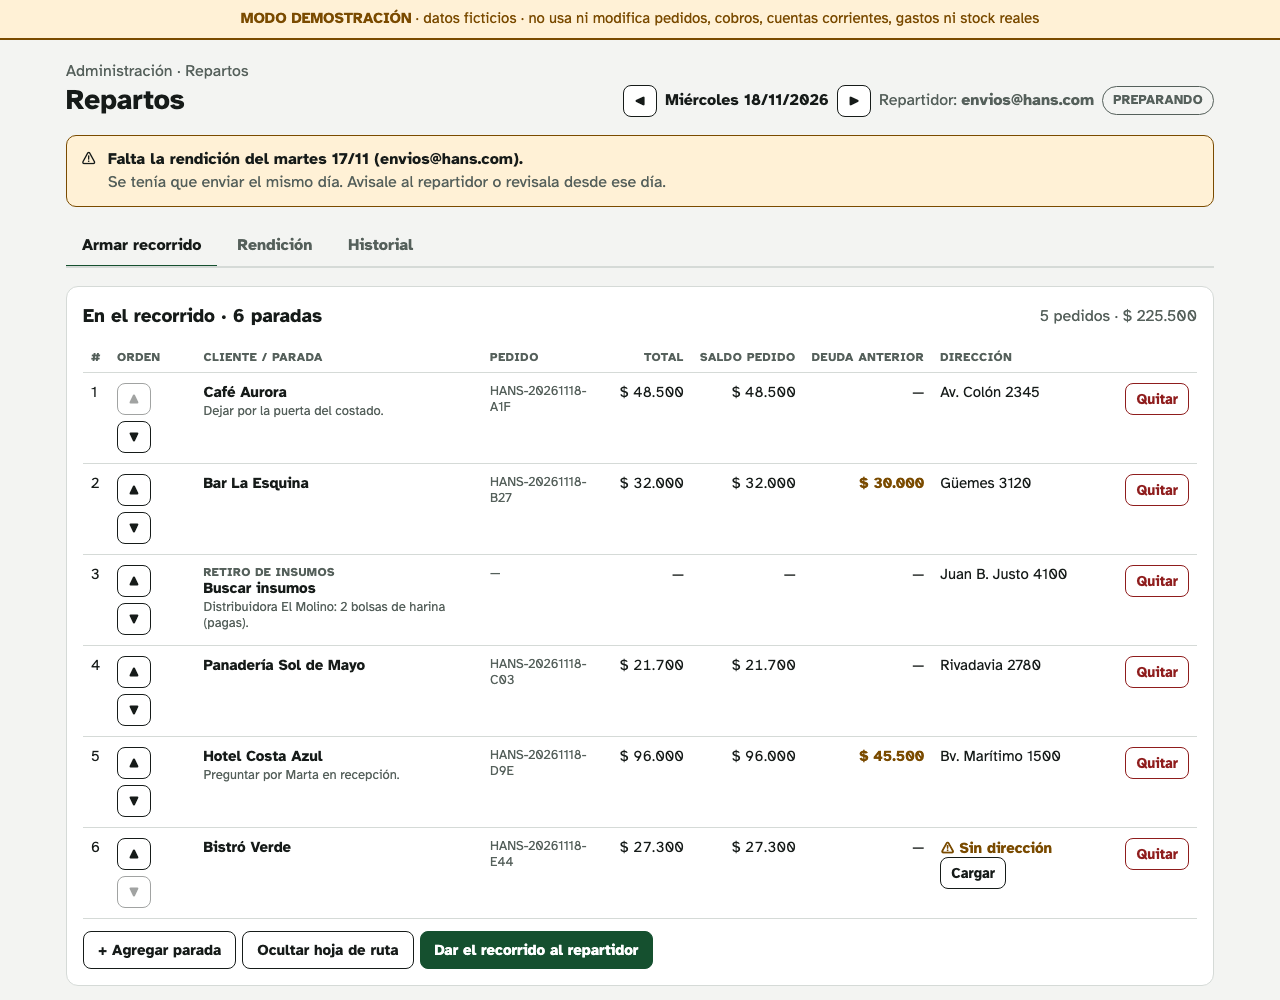 MODO DEMOSTRACIÓN · datos ficticios · no usa ni modifica pedidos, cobros, cuentas corrientes, gastos ni stock reales
Administración · Repartos
Repartos
◄ Miércoles 18/11/2026 ► Repartidor: envios@hans.com PREPARANDO
⚠ Falta la rendición del martes 17/11 (envios@hans.com).
Se tenía que enviar el mismo día. Avisale al repartidor o revisala desde ese día.
Armar recorrido Rendición Historial
En el recorrido · 6 paradas 5 pedidos · $ 225.500
# ORDEN CLIENTE / PARADA PEDIDO TOTAL SALDO PEDIDO DEUDA ANTERIOR DIRECCIÓN
1 ▲ Café Aurora HANS-20261118- $ 48.500 $ 48.500 — Av. Colón 2345 Quitar
Dejar por la puerta del costado. A1F
▼
2 ▲ Bar La Esquina HANS-20261118- $ 32.000 $ 32.000 $ 30.000 Güemes 3120 Quitar
B27
▼
3 ▲ RETIRO DE INSUMOS — — — — Juan B. Justo 4100 Quitar
Buscar insumos
▼ Distribuidora El Molino: 2 bolsas de harina
(pagas).
4 ▲ Panadería Sol de Mayo HANS-20261118- $ 21.700 $ 21.700 — Rivadavia 2780 Quitar
C03
▼
5 ▲ Hotel Costa Azul HANS-20261118- $ 96.000 $ 96.000 $ 45.500 Bv. Marítimo 1500 Quitar
Preguntar por Marta en recepción. D9E
▼
6 ▲ Bistró Verde HANS-20261118- $ 27.300 $ 27.300 — ⚠ Sin dirección Quitar
E44
▼ Cargar
+ Agregar parada Ocultar hoja de ruta Dar el recorrido al repartidor